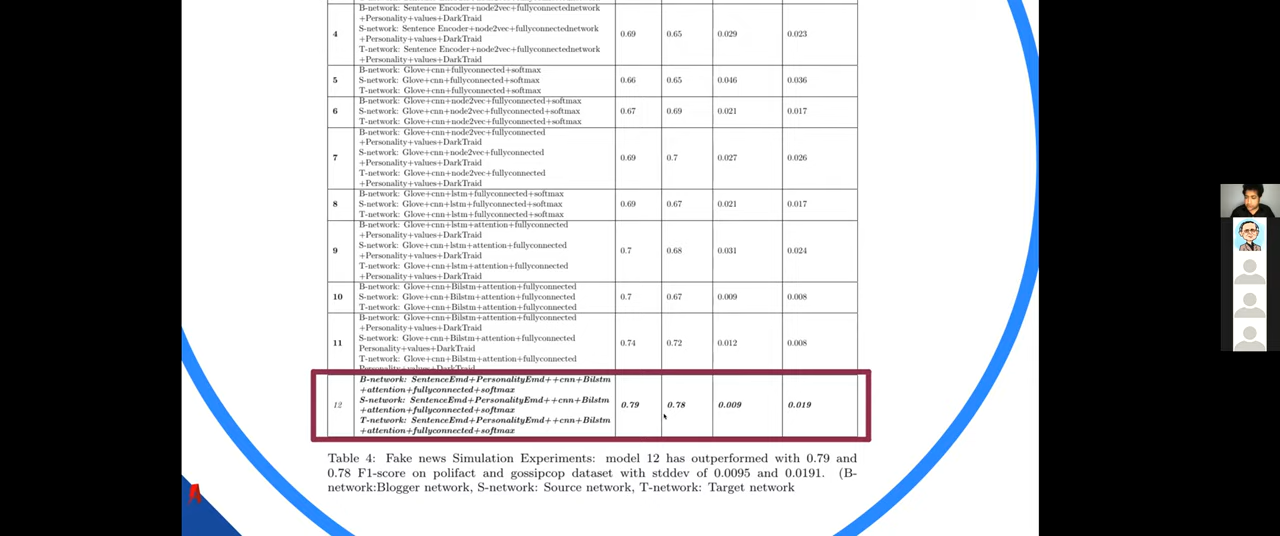 B-network: Sentence Encoder+node2vec+fullyconnectednetwork
+Personality+values+DarkTraid
4 S-network: Sentence Encoder+node2vec+fullyconnectednetwork 0.69 0.65 0.029 0.023
+Personality+values+DarkTraid
T-network: Sentence Encoder+node2vec+fullyconnectednetwork
+Personality+values+DarkTraid
B-network: Glove+cnn+fullyconnected+softmax
5 S-network: Glove+cnn+fullyconnected+softmax 0.66 0.65 0.046 0.036
T-network: Glove+cnn+fullyconnected+softmax
B-network: Glove+cnn+node2vec+fullyconnected+softmax
6 S-network: Glove+cnn+node2vec+fullyconnected+softmax 0.67 0.69 0.021 0.017
T-network: Glove+cnn+node2vec+fullyconnected+softmax
B-network: Glove+cnn+node2vec+fullyconnected
+Personality+values+DarkTraid
7 S-network: Glove+cnn+node2vec+fullyconnected 0.69 0.7 0.027 0.026
+Personality+values+DarkTraid
T-network: Glove+cnn+node2vec+fullyconnected
+Personality+values+DarkTraid
B-network: Glove+cnn+lstm+fullyconnected+softmax
8 S-network: Glove+cnn+lstm+fullyconnected+softmax 0.69 0.67 0.021 0.017
T-network: Glove+cnn+lstm+fullyconnected+softmax
B-network: Glove+cnn+lstm+attention+fullyconnected
+Personality+values+DarkTraid
9 S-network: Glove+cnn+lstm+attention+fullyconnected 0.7 0.68 0.031 0.024
+Personality+values+DarkTraid
T-network: Glove+cnn+lstm+attention+fullyconnected
+Personality+values+DarkTraid
B-network: Glove+cnn+Bilstm+attention+fullyconnected
10 S-network: Glove+cnn+Bilstm+attention+fullyconnected 0.7 0.67 0.009 0.008
T-network: Glove+cnn+Bilstm+attention+fullyconnected
B-network: Glove+cnn+Bilstm+attention+fullyconnected
+Personality+values+DarkTraid
11 S-network: Glove+cnn+Bilstm+attention+fullyconnected 0.74 0.72 0.012 0.008
Personality+values+DarkTraid
T-network: Glove+cnn+Bilstm+attention+fullyconnected
Personality+values+DarkTraid
B-network: SentenceEmd+PersonalityEmd++cnn+Bilstm
+attention+fullyconnected+softmax
12 S-network: SentenceEmd+PersonalityEmd++cnn+Bilstm 0.79 0.78 0.009 0.019
+attention+fullyconnected+softmax
T-network: SentenceEmd+PersonalityEmd++cnn+Bilstm
+attention+fullyconnected+softmax
Table 4: Fake news Simulation Experiments: model 12 has outperformed with 0.79 and
0.78 F1-score on polifact and gossipcop dataset with stddev of 0.0095 and 0.0191. (B-
network:Blogger network, S-network: Source network, T-network: Target network